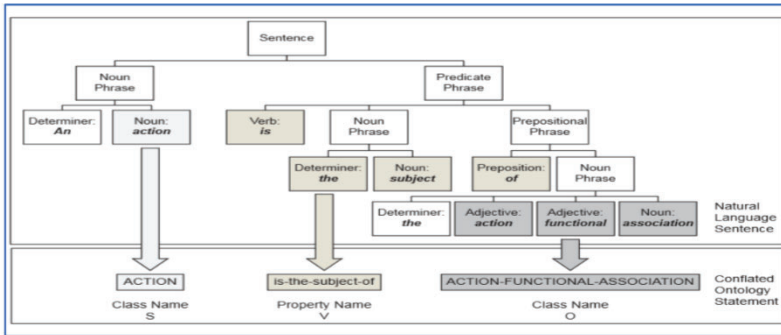 Sentence
Noun
Phrase
Predicate
Phrase
Determiner:
An
Noun:
action
Verb:
is
Noun
Phrase
Prepositional
Phrase
Determiner:
the
Noun:
subject
Preposition:
of
Noun
Phrase
Determiner:
the
Adjective:
action
Adjective:
functional
Noun:
association
Natural
Language
Sentence
ACTION
is-the-subject-of
ACTION-FUNCTIONAL-ASSOCIATION
Conflated
Ontology
Statement
Class Name
S
Property Name
V
Class Name
O